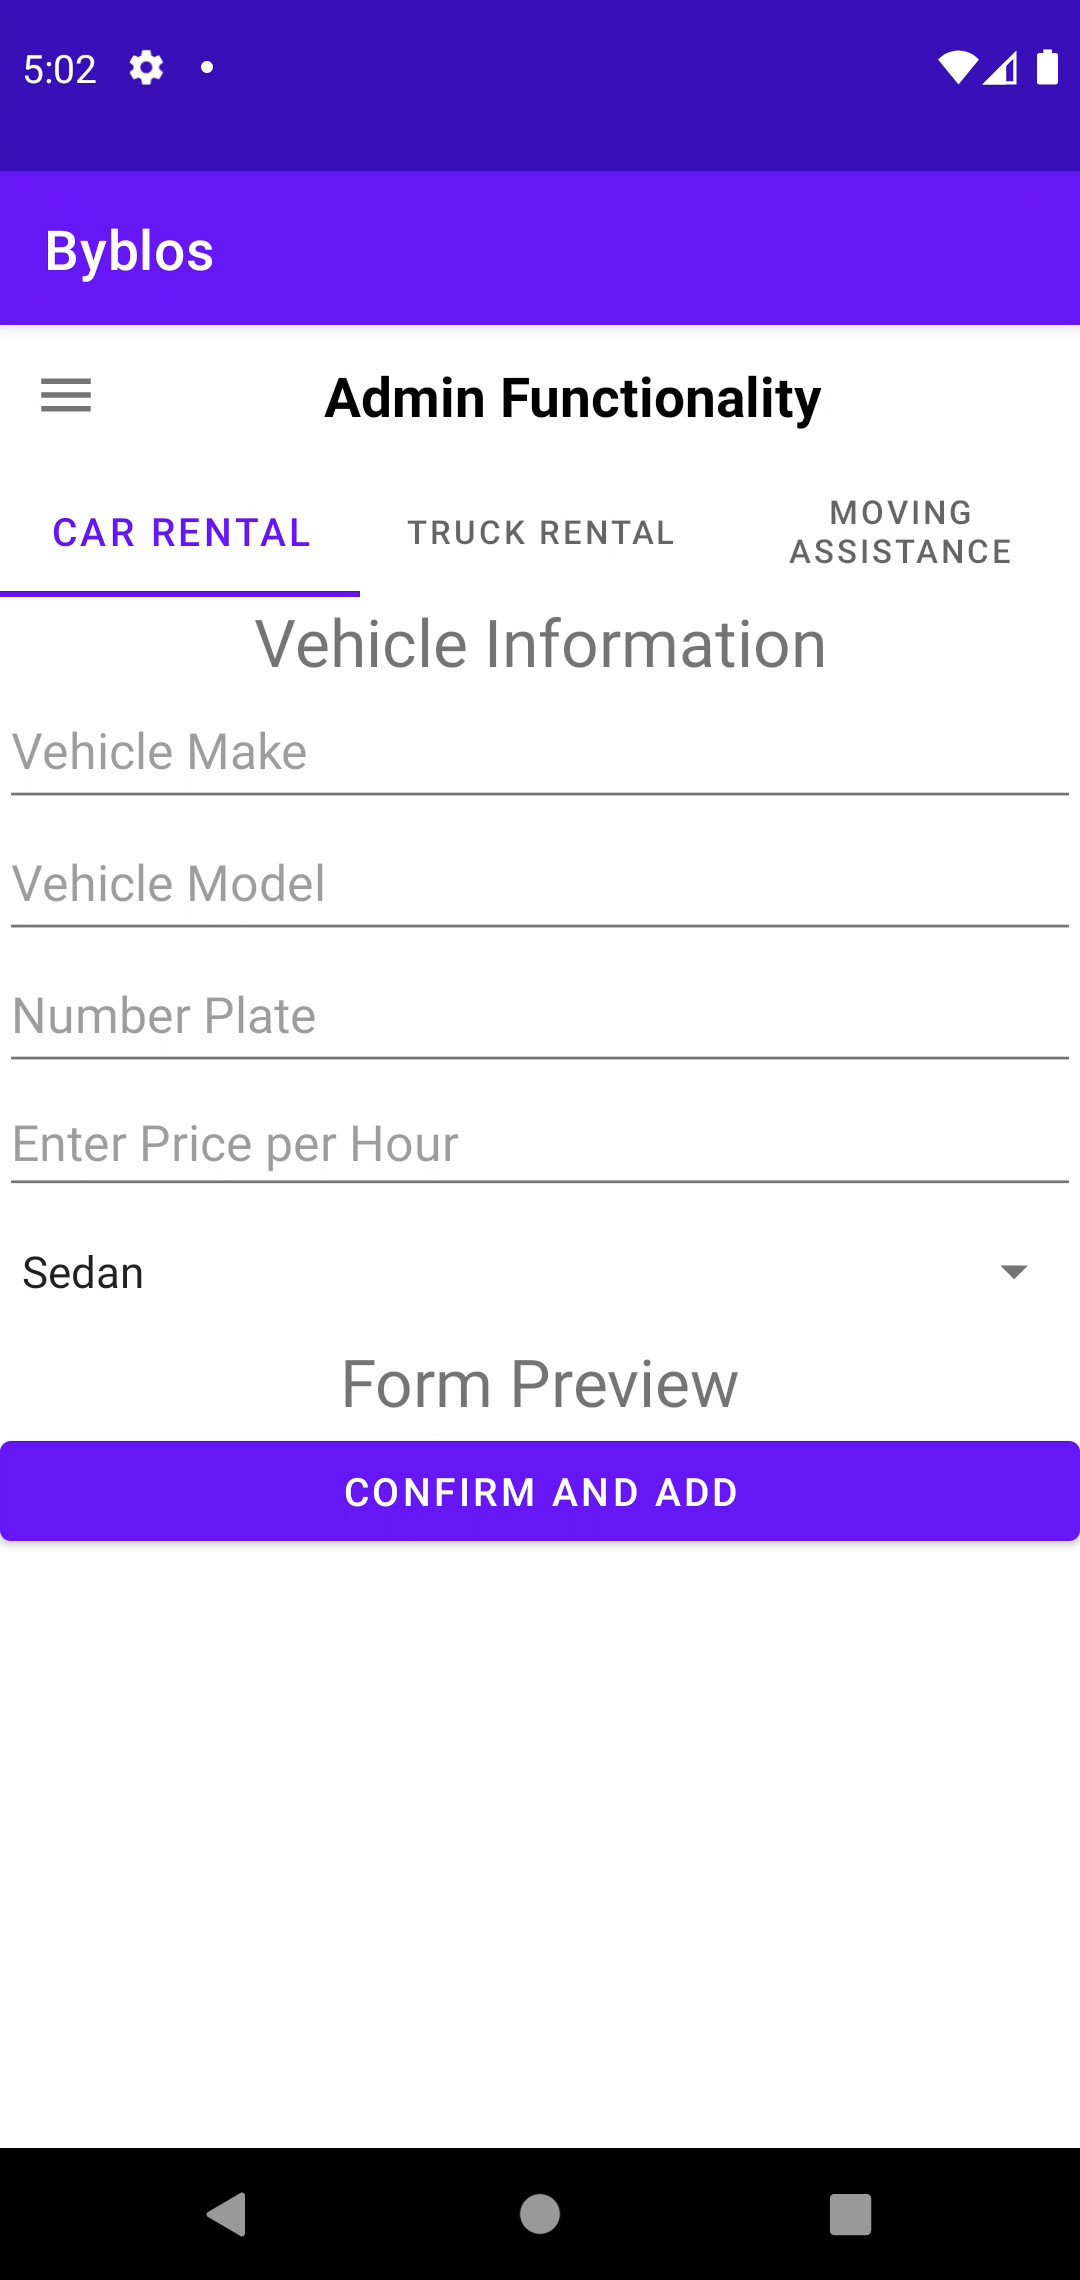 5:02
Byblos
Admin Functionality
CAR RENTAL
TRUCK RENTAL
MOVING
ASSISTANCE
Vehicle Information
Vehicle Make
Vehicle Model
Number Plate
Enter Price per Hour
Sedan
Form Preview
CONFIRM AND ADD